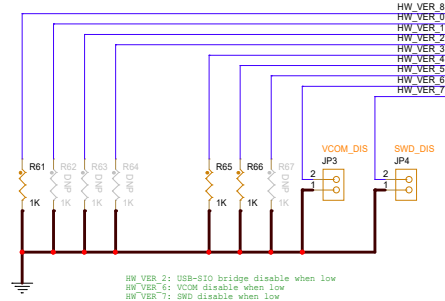 HW_VER_8
HW_VER_0
HW_VER_1
HW_VER_2
HW_VER_3
HW_VER_4
HW_VER_5
HW_VER_6
HW_VER_7
VCOM_DIS
SWD_DIS
R61
R62
R63
R64
R65
R66
R67
JP3
JP4
DNP
DNP
DNP
DNP
2
1
2
1
1K
1K
1K
1K
1K
1K
1K
HW_VER_2: USB-SIO bridge disable when low
HW_VER_6: VCOM disable when low
HW_VER_7: SWD disable when low